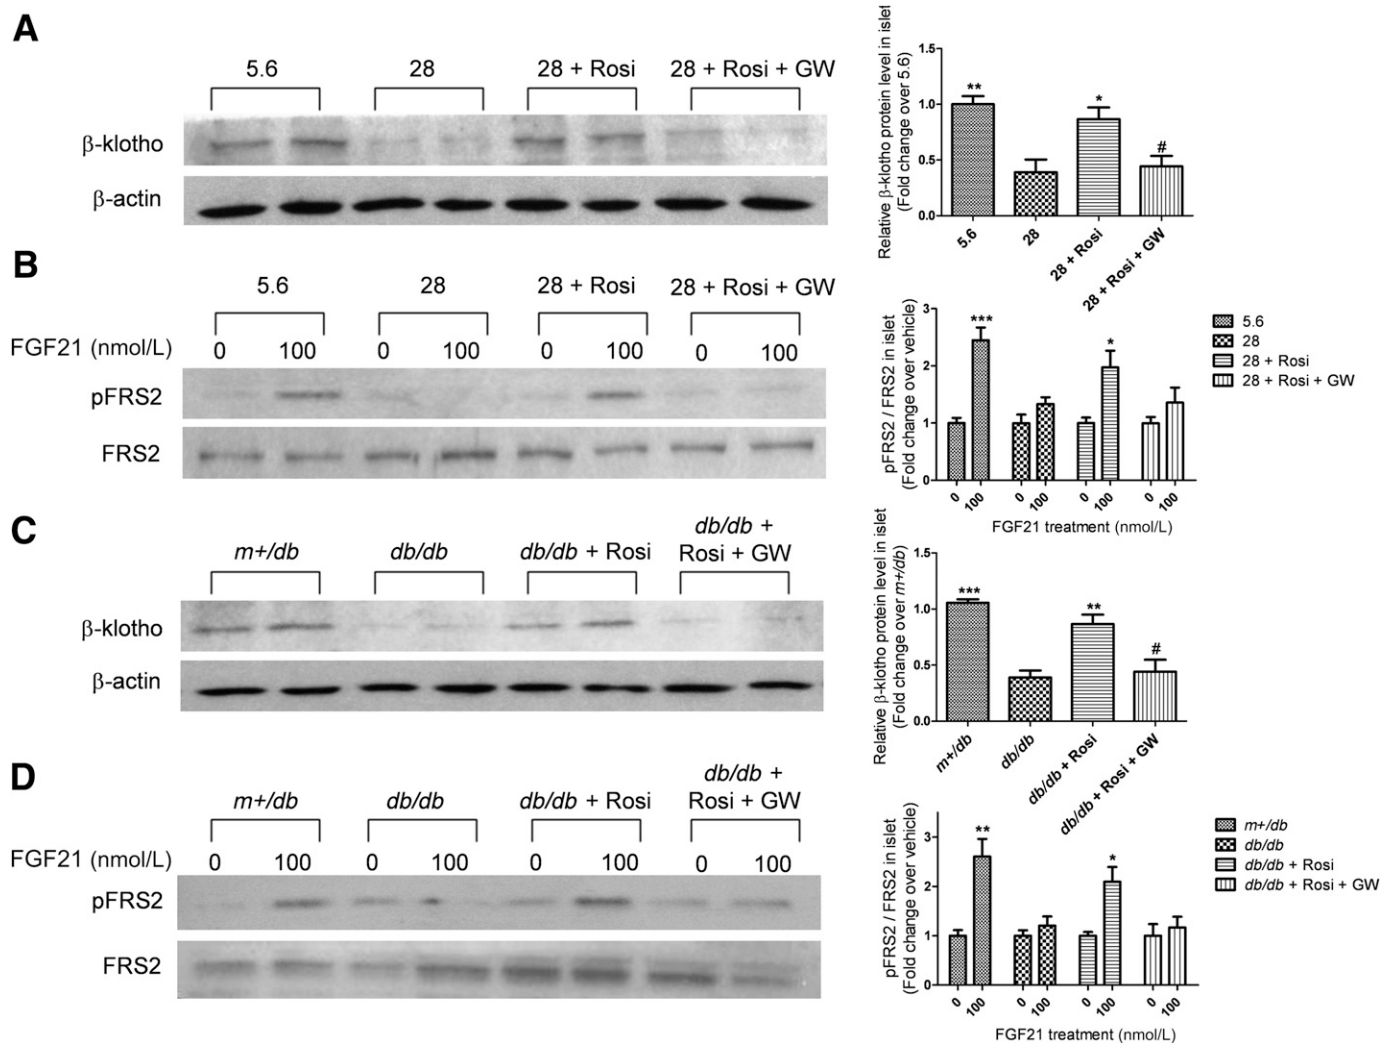 A
5.6 28 28 + Rosi 28 + Rosi + GW
β-klotho
β-actin
Relative β-klotho protein level in islet
(Fold change over 5.6)
1.5
1.0
0.5
0.0
** * #
5.6 28 28 + Rosi 28 + Rosi + GW
B
5.6 28 28 + Rosi 28 + Rosi + GW
FGF21 (nmol/L) 0 100 0 100 0 100 0 100
pFRS2
FRS2
pFRS2 / FRS2 in islet
(Fold change over vehicle)
3
2
1
0
*** *
0 100 0 100 0 100 0 100
FGF21 treatment (nmol/L)
5.6
28
28 + Rosi
28 + Rosi + GW
C
m+/db db/db db/db + Rosi db/db +
Rosi + GW
β-klotho
β-actin
Relative β-klotho protein level in islet
(Fold change over m+/db)
1.5
1.0
0.5
0.0
*** ** #
m+/db db/db db/db + Rosi db/db + Rosi + GW
D
m+/db db/db db/db + Rosi db/db +
Rosi + GW
FGF21 (nmol/L) 0 100 0 100 0 100 0 100
pFRS2
FRS2
pFRS2 / FRS2 in islet
(Fold change over vehicle)
3
2
1
0
** *
0 100 0 100 0 100 0 100
FGF21 treatment (nmol/L)
m+/db
db/db
db/db + Rosi
db/db + Rosi + GW